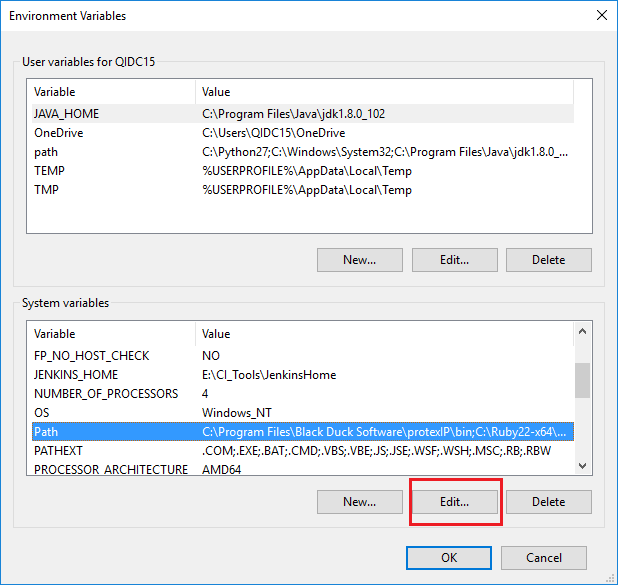 Environment Variables
User variables for QIDC15
Variable Value
JAVA_HOME C:\Program Files\Java\jdk1.8.0_102
OneDrive C:\Users\QIDC15\OneDrive
path C:\Python27;C:\Windows\System32;C:\Program Files\Java\jdk1.8.0_...
TEMP %USERPROFILE%\AppData\Local\Temp
TMP %USERPROFILE%\AppData\Local\Temp
New... Edit... Delete
System variables
Variable Value
FP_NO_HOST_CHECK NO
JENKINS_HOME E:\CI_Tools\JenkinsHome
NUMBER_OF_PROCESSORS 4
OS Windows_NT
Path C:\Program Files\Black Duck Software\protexIP\bin;C:\Ruby22-x64\...
PATHEXT .COM;.EXE;.BAT;.CMD;.VBS;.VBE;.JS;.JSE;.WSF;.WSH;.MSC;.RB;.RBW
PROCESSOR_ARCHITECTURE AMD64
New... Edit... Delete
OK Cancel